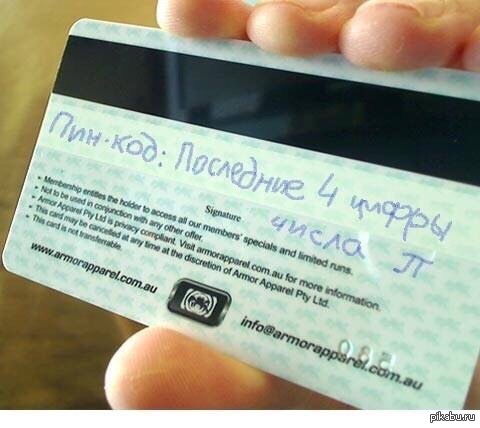 Пин-код: Последние 4 цифры
числа π
Signature
• Membership entitles the holder to access all our members' specials and limited runs.
• Not to be used in conjunction with any other offer.
• Armor Apparel Pty Ltd is privacy compliant. Visit armorapparel.com.au for more information.
• This card may be cancelled at any time at the discretion of Armor Apparel Pty Ltd.
• This card is not transferrable.
www.armorapparel.com.au
info@armorapparel.com.au
pikabu.ru